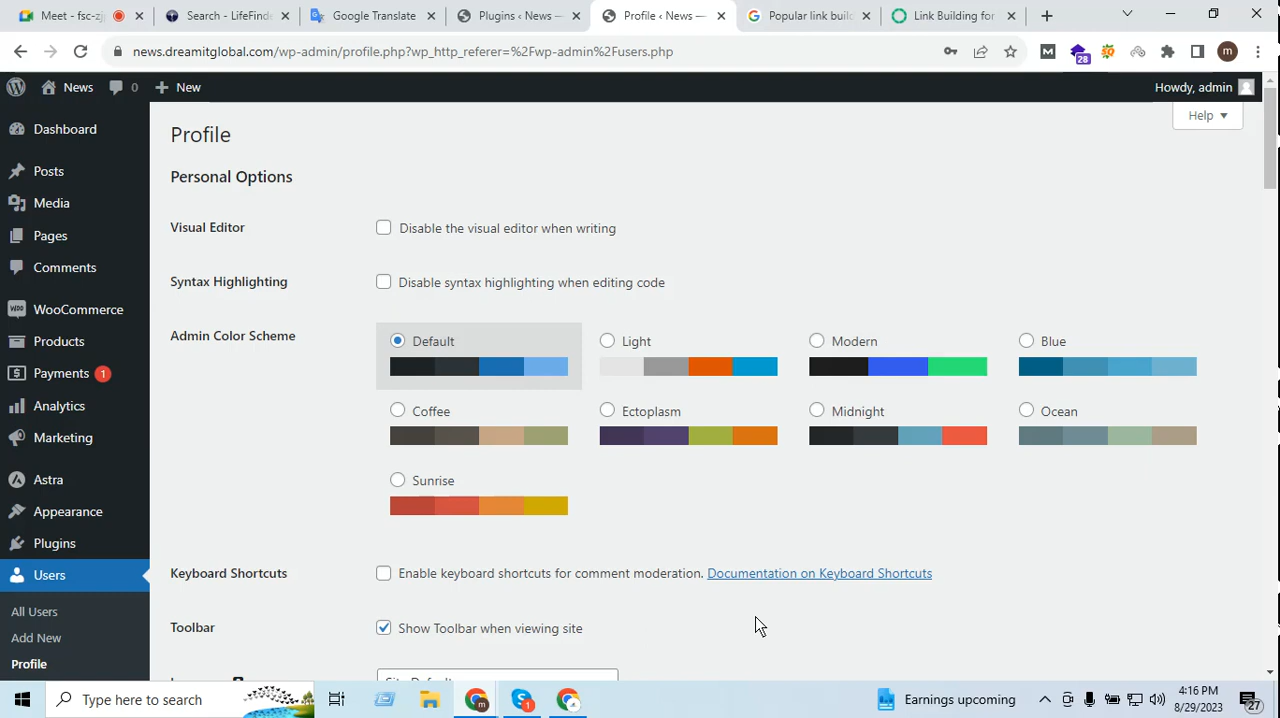 Meet - fsc-zj
Search - LifeFind
Google Translate
Plugins ‹ News —
Profile ‹ News —
Popular link buil
Link Building for
news.dreamitglobal.com/wp-admin/profile.php?wp_http_referer=%2Fwp-admin%2Fusers.php
M
28
m
News
0
New
Howdy, admin
Help
Dashboard
Posts
Media
Pages
Comments
WooCommerce
Products
Payments 1
Analytics
Marketing
Astra
Appearance
Plugins
Users
All Users
Add New
Profile
Profile
Personal Options
Visual Editor
Disable the visual editor when writing
Syntax Highlighting
Disable syntax highlighting when editing code
Admin Color Scheme
Default
Light
Modern
Blue
Coffee
Ectoplasm
Midnight
Ocean
Sunrise
Keyboard Shortcuts
Enable keyboard shortcuts for comment moderation. Documentation on Keyboard Shortcuts
Toolbar
Show Toolbar when viewing site
Type here to search
Earnings upcoming
4:16 PM
8/29/2023
27